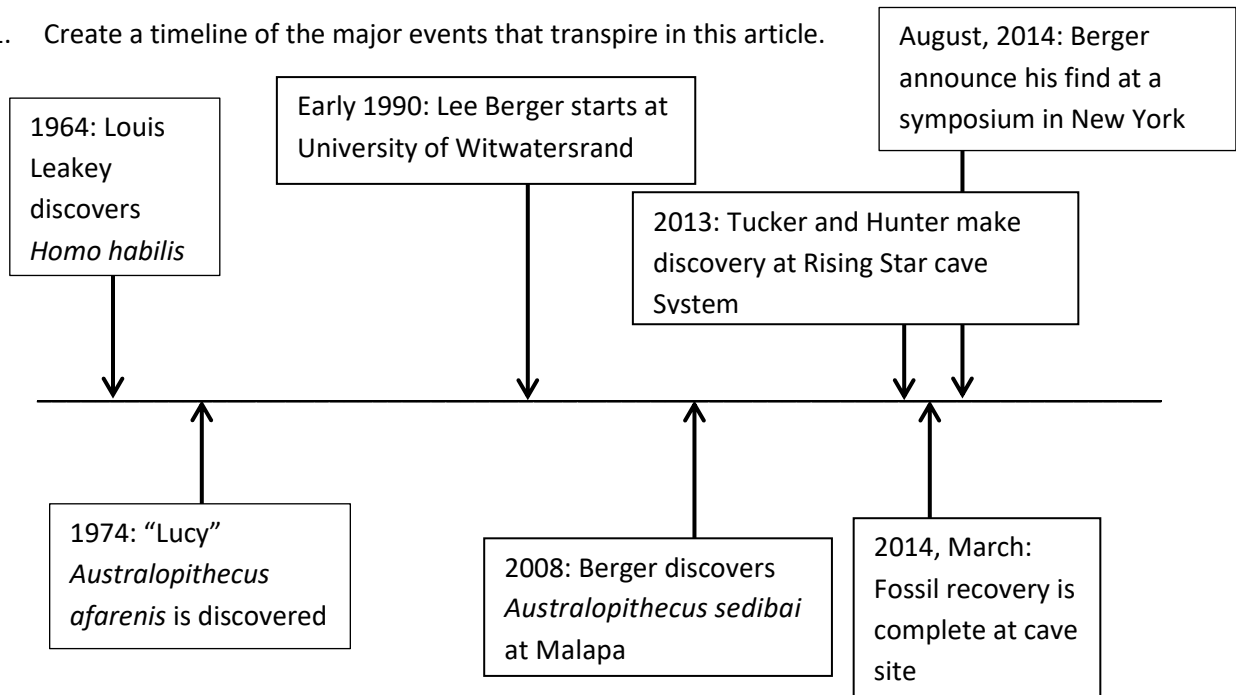 Create a timeline of the major events that transpire in this article.
August, 2014: Berger
announce his find at a
symposium in New York
Early 1990: Lee Berger starts at
University of Witwatersrand
1964: Louis
Leakey
discovers
Homo habilis
2013: Tucker and Hunter make
discovery at Rising Star cave
System
1974: “Lucy”
Australopithecus
afarenis is discovered
2008: Berger discovers
Australopithecus sedibai
at Malapa
2014, March:
Fossil recovery is
complete at cave
site